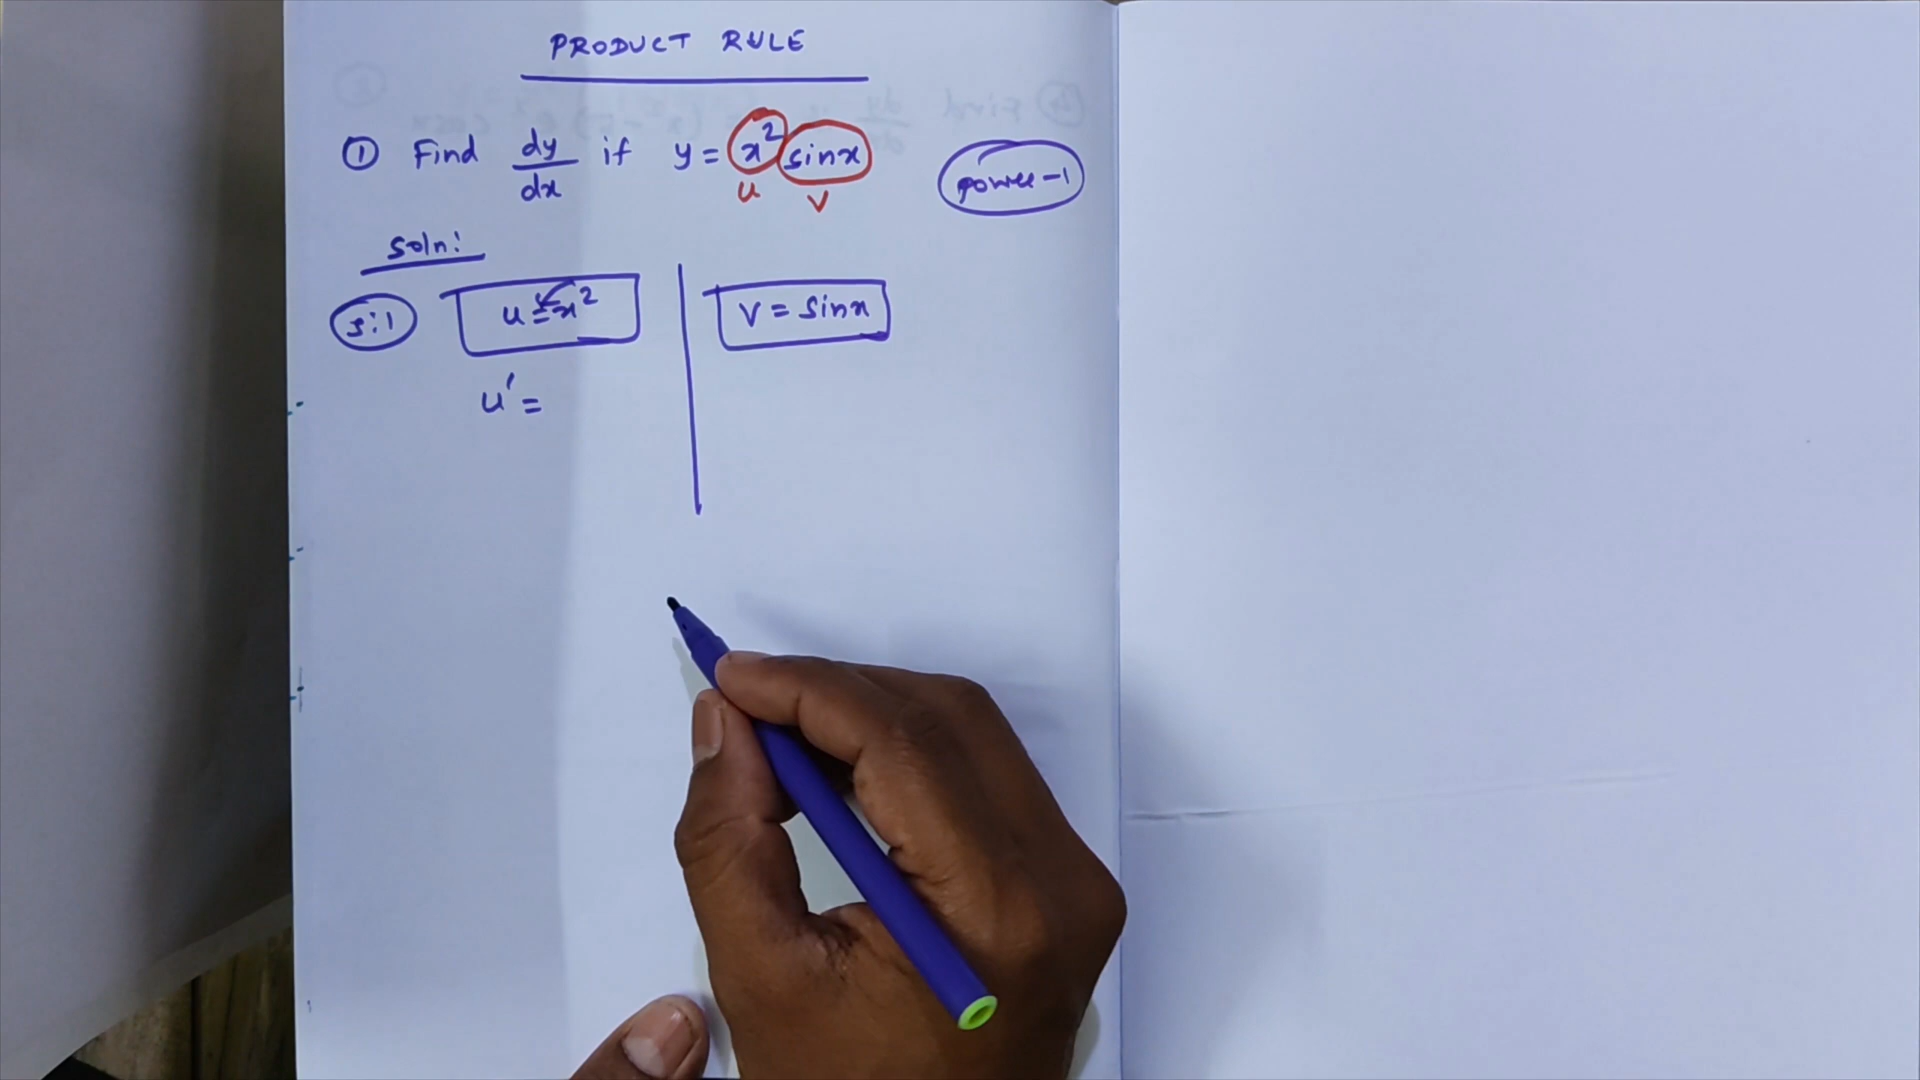 PRODUCT RULE
① Find dy/dx if y = x² sinx
u v
power-1
Soln:
S:1 u = x² v = sinx
u' =